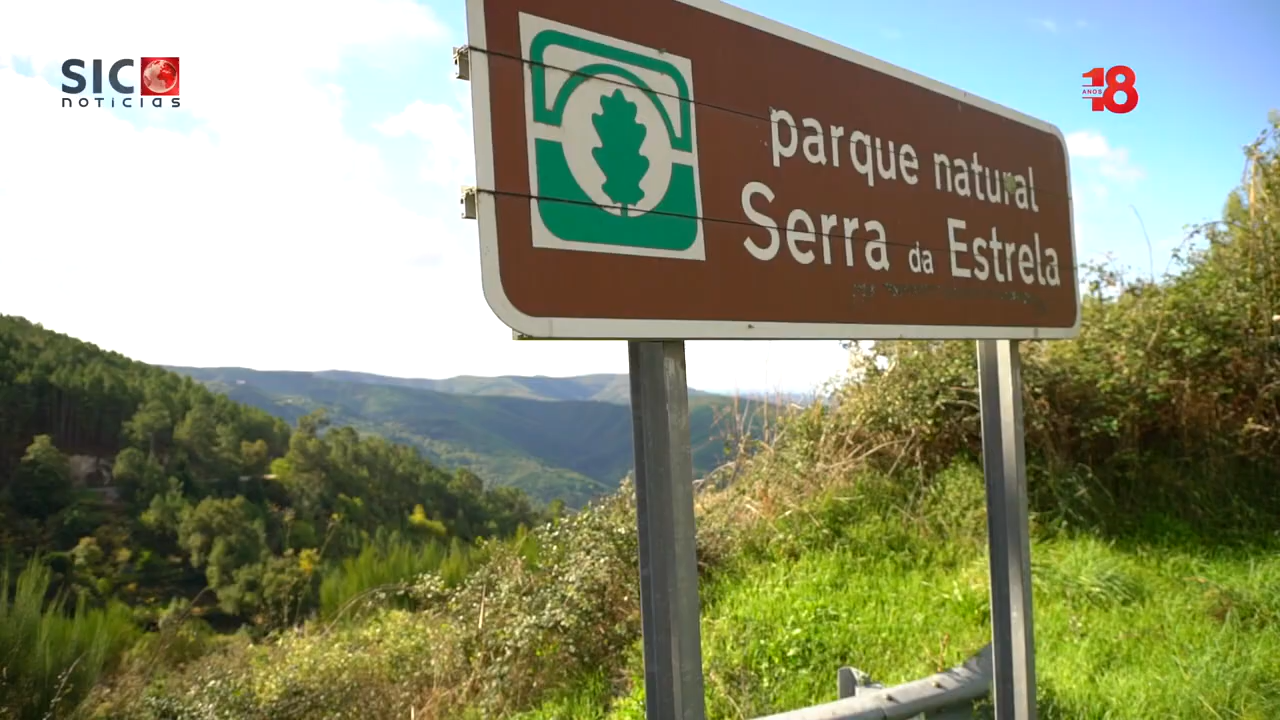 SIC
notícias
18
ANOS
parque natural
Serra da Estrela